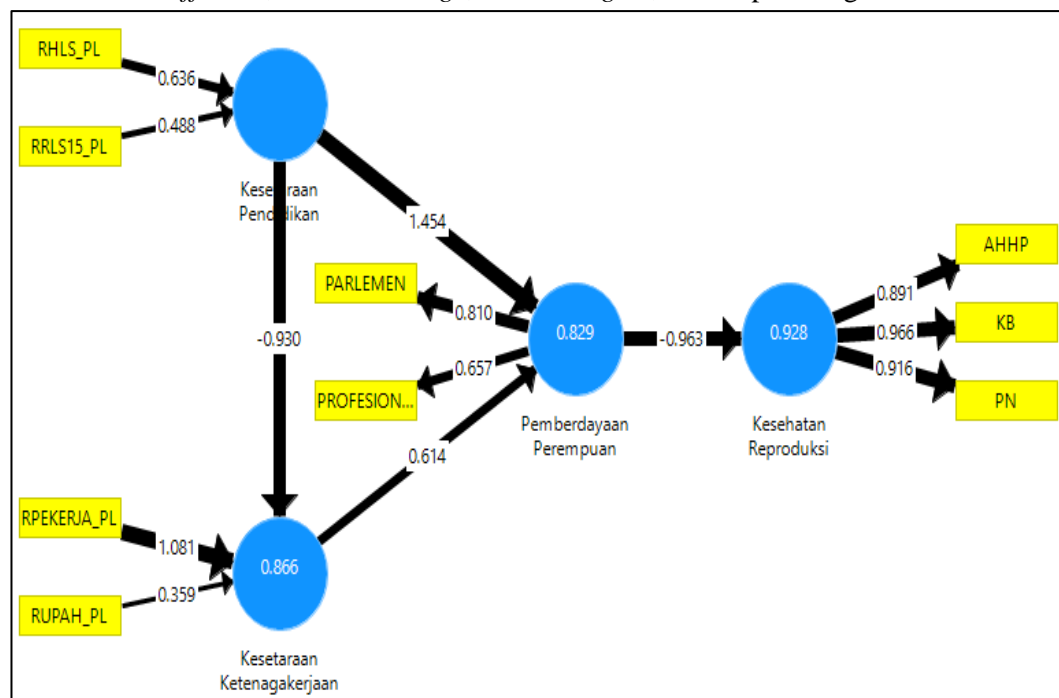 RHLS_PL
0.636
0.488
RRLS15_PL
Pendidikan
1.454
-0.930
PARLEMEN
0.810
0.657
PROFESION...
0.829
Pemberdayaan
Perempuan
-0.963
0.928
Kesehatan
Reproduksi
0.891
AHHP
0.966
KB
0.916
PN
0.614
RPEKERJA_PL
1.081
0.359
RUPAH_PL
0.866
Kesetaraan
Ketenagakerjaan